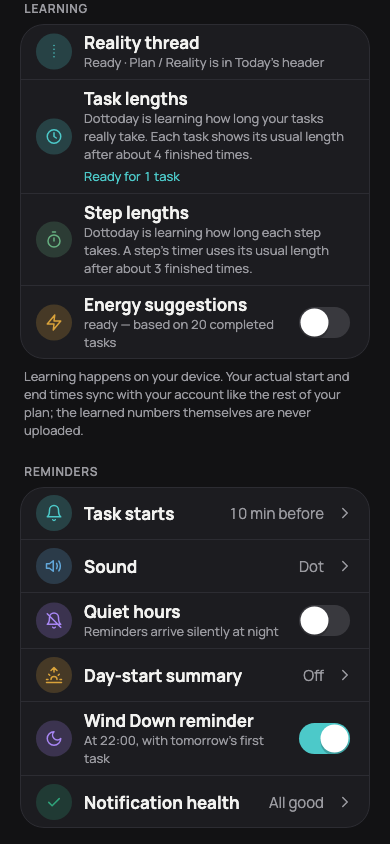 LEARNING
Reality thread
Ready · Plan / Reality is in Today's header
Task lengths
Dottoday is learning how long your tasks
really take. Each task shows its usual length
after about 4 finished times.
Ready for 1 task
Step lengths
Dottoday is learning how long each step
takes. A step's timer uses its usual length
after about 3 finished times.
Energy suggestions
ready — based on 20 completed
tasks
Learning happens on your device. Your actual start and
end times sync with your account like the rest of your
plan; the learned numbers themselves are never
uploaded.
REMINDERS
Task starts 10 min before
Sound Dot
Quiet hours
Reminders arrive silently at night
Day-start summary Off
Wind Down reminder
At 22:00, with tomorrow's first
task
Notification health All good